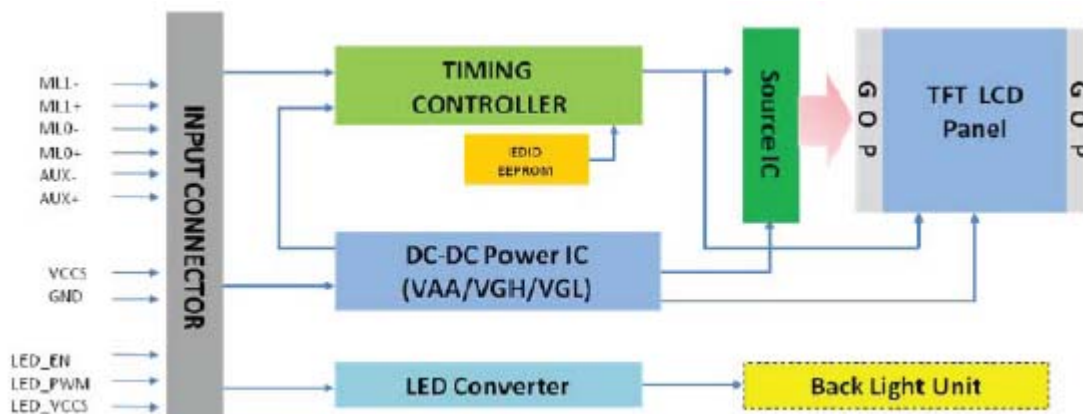 ML1-
ML1+
ML0-
ML0+
AUX-
AUX+
VCCS
GND
LED_EN
LED_PWM
LED_VCCS
INPUT CONNECTOR
TIMING
CONTROLLER
EEPROM
DC-DC Power IC
(VAA/VGH/VGL)
LED Converter
Source IC
G O P
TFT LCD
Panel
G O P
Back Light Unit